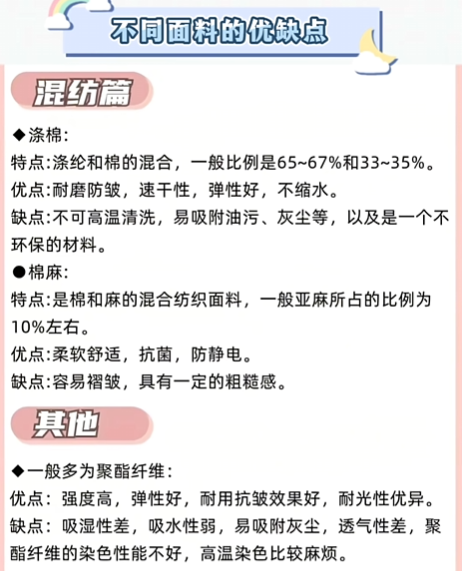 不同面料的优缺点
混纺篇
◆涤棉：
特点:涤纶和棉的混合，一般比例是65~67%和33~35%。
优点:耐磨防皱，速干性，弹性好，不缩水。
缺点:不可高温清洗，易吸附油污、灰尘等，以及是一个不
环保的材料。
●棉麻：
特点:是棉和麻的混合纺织面料，一般亚麻所占的比例为
10%左右。
优点:柔软舒适，抗菌，防静电。
缺点:容易褶皱，具有一定的粗糙感。
其他
◆一般多为聚酯纤维：
优点：强度高，弹性好，耐用抗皱效果好，耐光性优异。
缺点：吸湿性差，吸水性弱，易吸附灰尘，透气性差，聚
酯纤维的染色性能不好，高温染色比较麻烦。